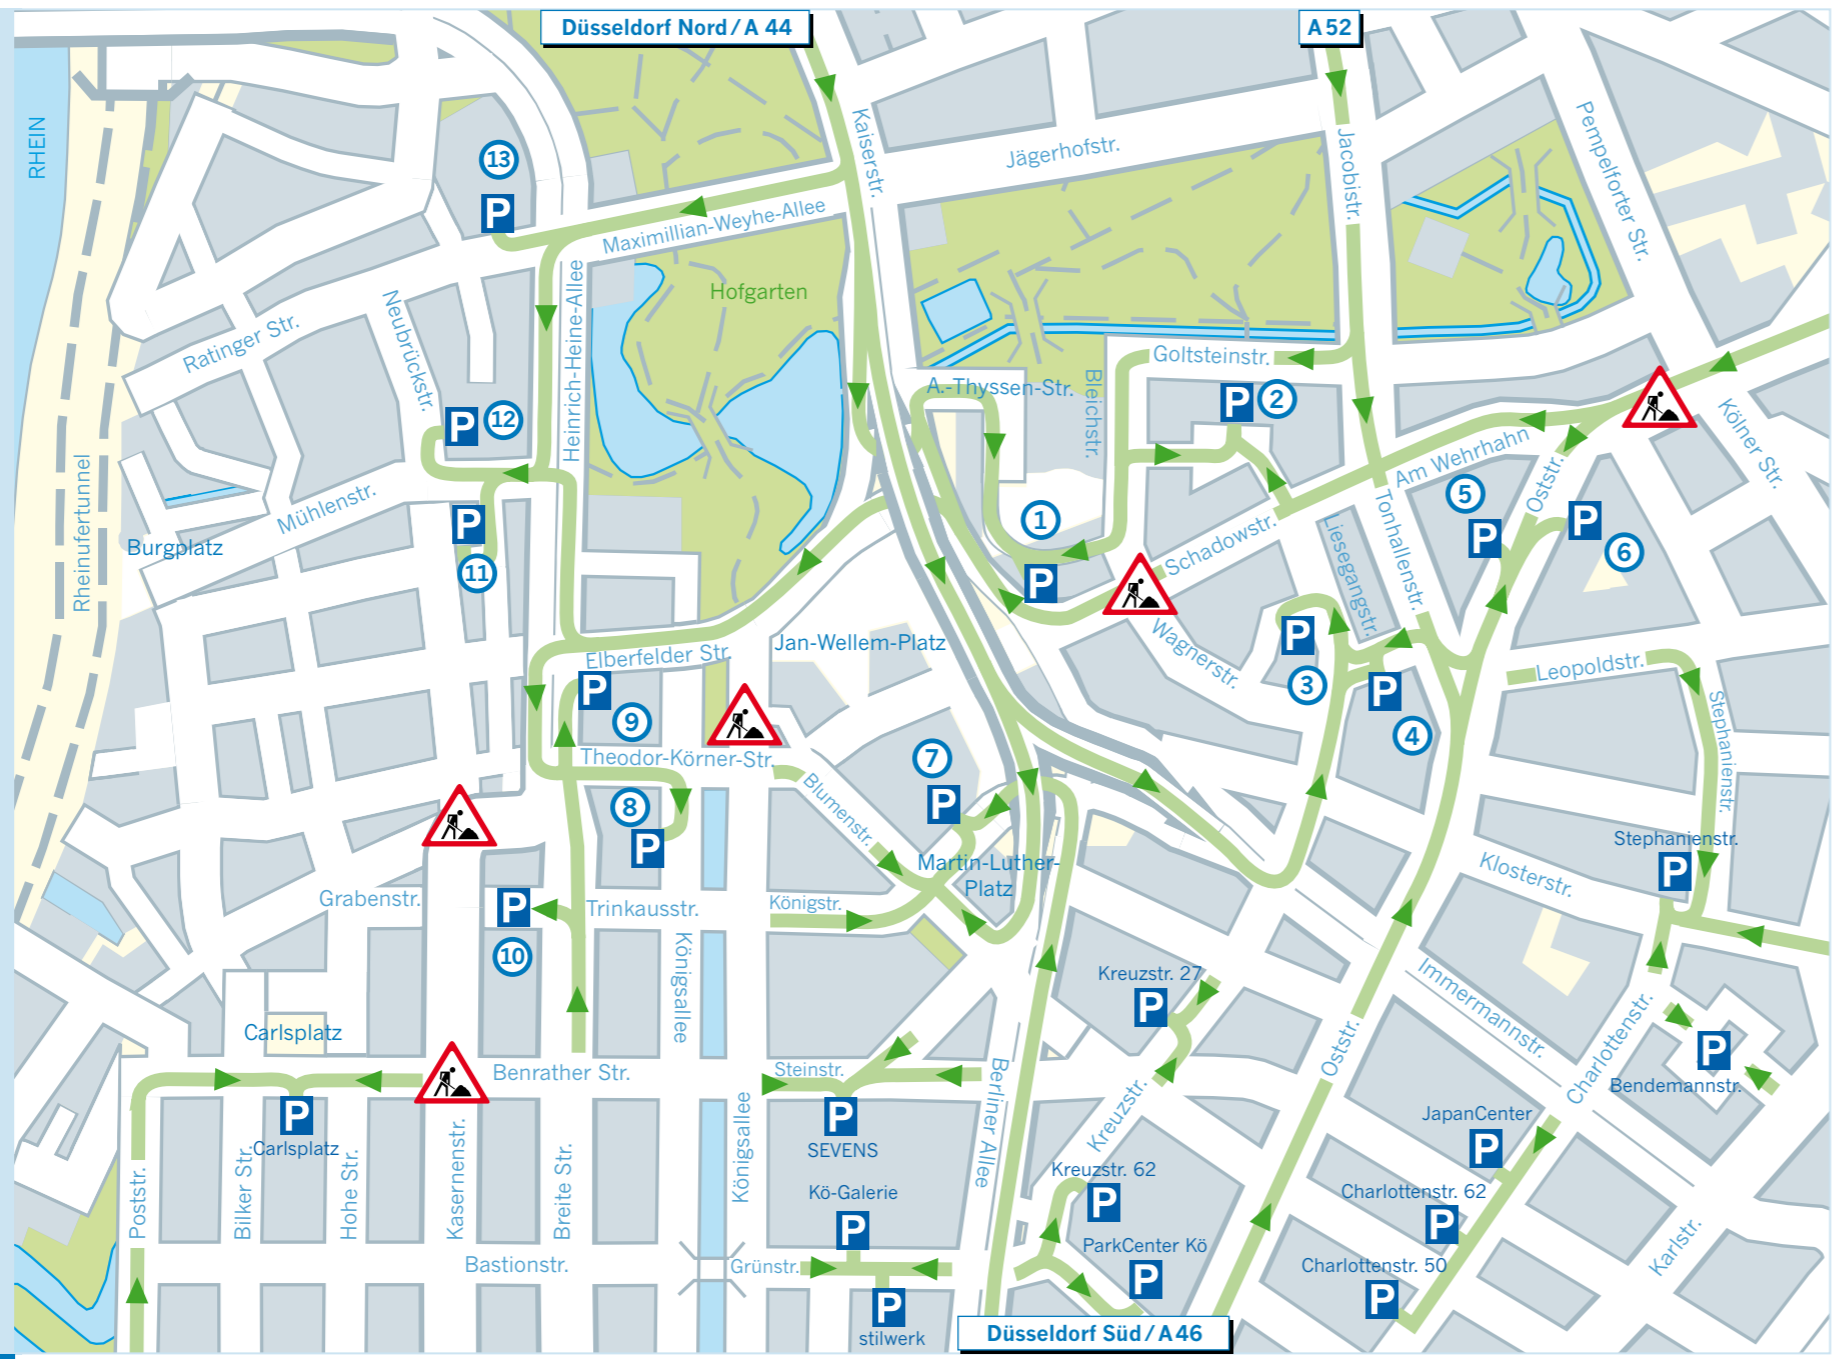 Düsseldorf Nord / A 44
A 52
RHEIN
13
P
Kaiserstr.
Jägerhofstr.
Jacobistr.
Pempelforter Str.
Maximillian-Weyhe-Allee
Hofgarten
Heinrich-Heine-Allee
Neubrückstr.
Ratinger Str.
Goltsteinstr.
A.-Thyssen-Str.
Bleichstr.
P
2
Kölner Str.
P
12
Am Wehrhahn
Oststr.
5
P
P
6
Mühlenstr.
Rheinufertunnel
Burgplatz
P
11
1
P
Schadowstr.
Liesegangstr.
Tonhallenstr.
Wagnerstr.
P
3
P
4
Leopoldstr.
Stephanienstr.
Jan-Wellem-Platz
Elberfelder Str.
P
9
Theodor-Körner-Str.
8
P
7
P
Blumenstr.
Martin-Luther-
Platz
Stephanienstr.
P
Klosterstr.
Grabenstr.
P
10
Trinkausstr.
Königstr.
Königsallee
Kreuzstr. 27
P
Immermannstr.
Charlottenstr.
Oststr.
P
Bendemannstr.
Carlsplatz
Benrather Str.
Steinstr.
P
SEVENS
Berliner Allee
Kreuzstr.
P
Carlsplatz
Poststr.
Bilker Str.
Hohe Str.
Kasernenstr.
Breite Str.
Königsallee
JapanCenter
P
Kreuzstr. 62
P
Charlottenstr. 62
P
Kö-Galerie
P
ParkCenter Kö
P
Charlottenstr. 50
P
Karlstr.
Bastionstr.
Grünstr.
P
stilwerk
Düsseldorf Süd / A 46